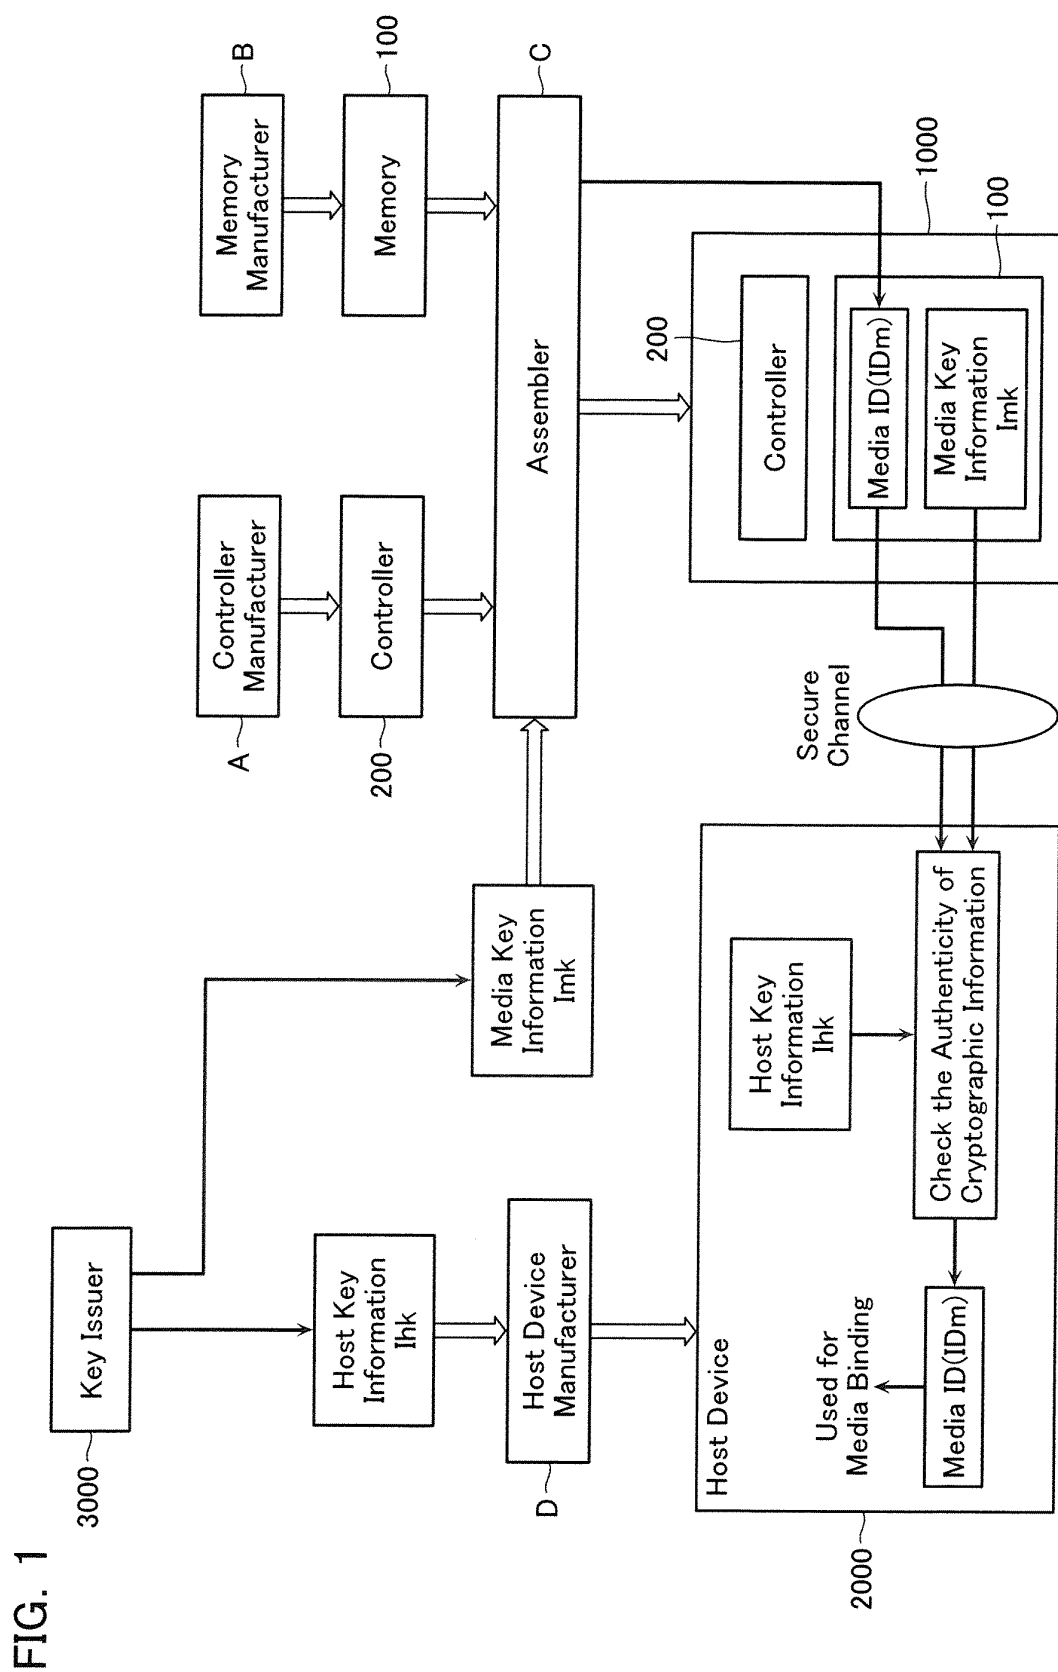 FIG. 1
3000
Key Issuer
Host Key
Information
Ihk
D
Host Device
Manufacturer
Media Key
Information
Imk
A
Controller
Manufacturer
200
Controller
B
Memory
Manufacturer
100
Memory
C
Assembler
2000
Host Device
Host Key
Information
Ihk
Check the Authenticity of
Cryptographic Information
Used for
Media Binding
Media ID(IDm)
Secure
Channel
1000
200
Controller
100
Media ID(IDm)
Media Key
Information
Imk